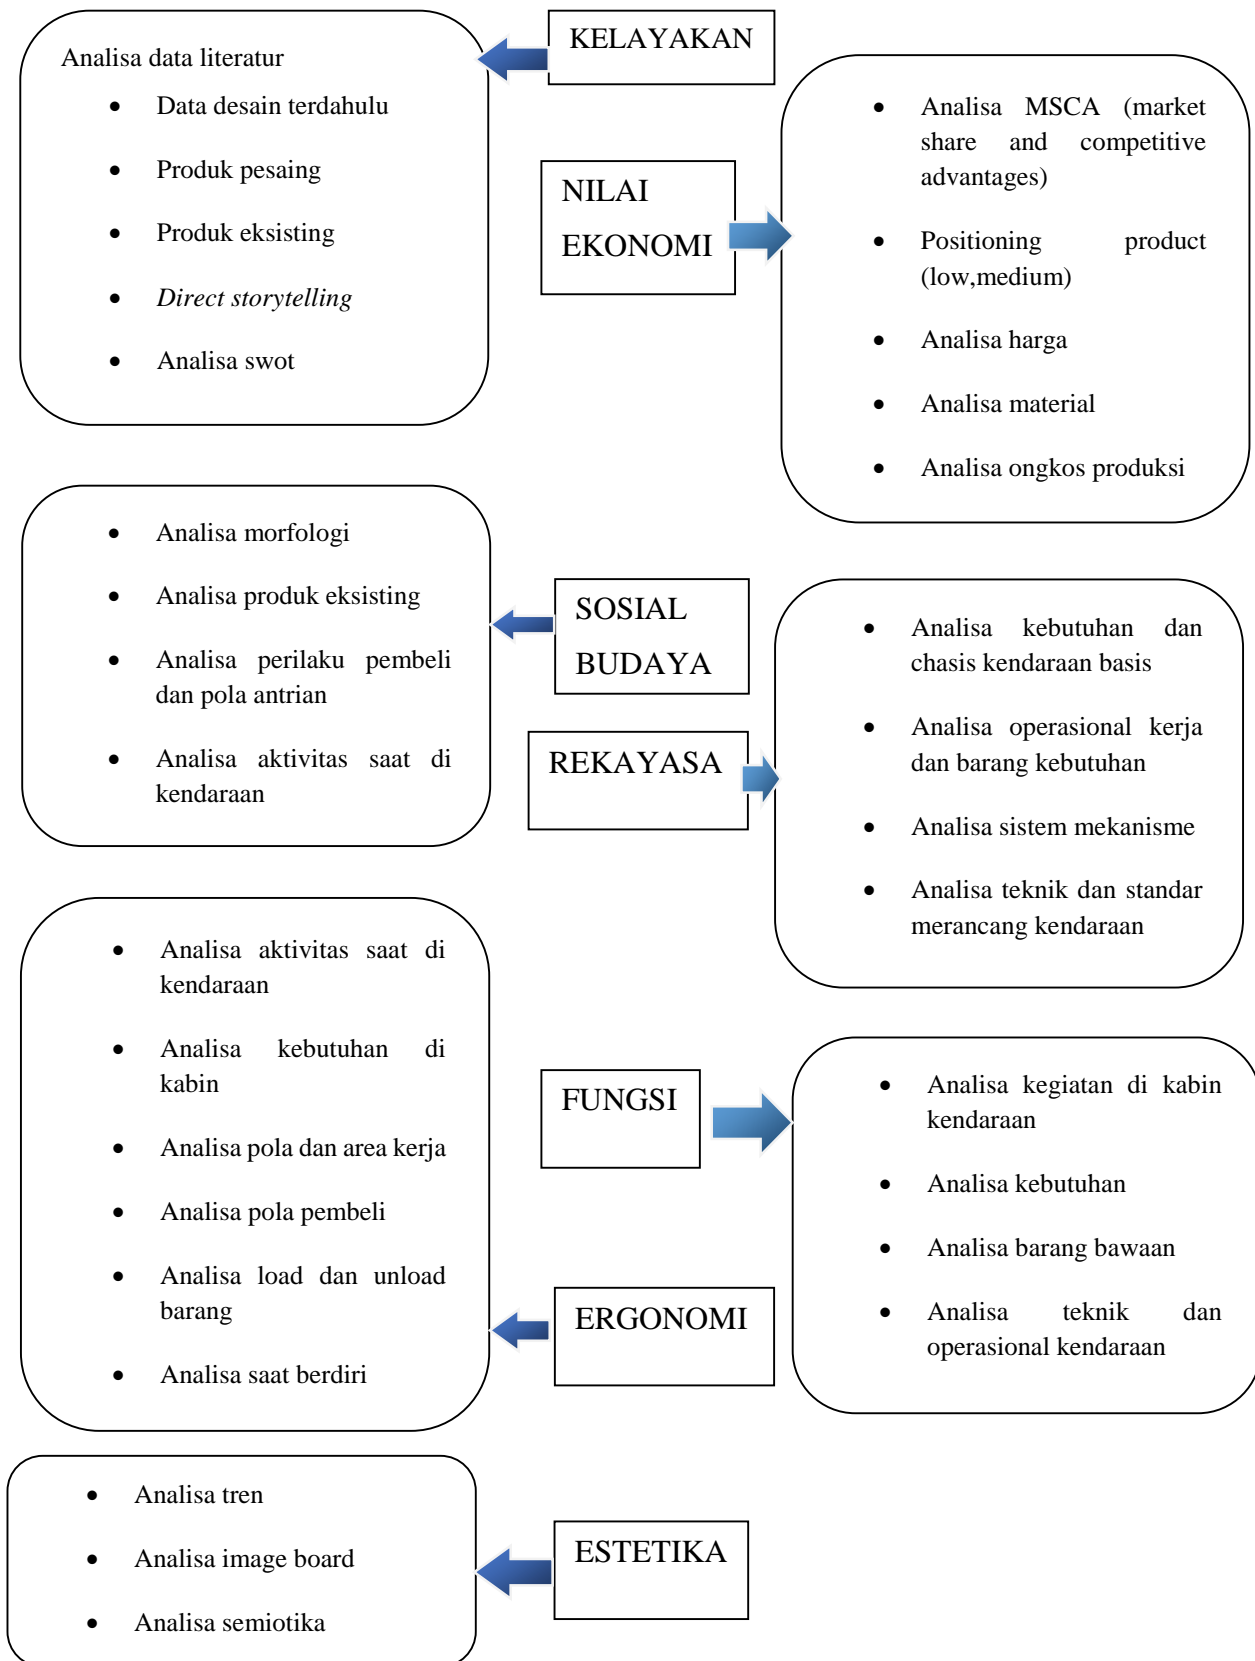 KELAYAKAN
Analisa data literatur
• Data desain terdahulu
• Produk pesaing
• Produk eksisting
• Direct storytelling
• Analisa swot
NILAI
EKONOMI
• Analisa MSCA (market
share and competitive
advantages)
• Positioning product
(low,medium)
• Analisa harga
• Analisa material
• Analisa ongkos produksi
SOSIAL
BUDAYA
• Analisa morfologi
• Analisa produk eksisting
• Analisa perilaku pembeli
dan pola antrian
• Analisa aktivitas saat di
kendaraan
REKAYASA
• Analisa kebutuhan dan
chasis kendaraan basis
• Analisa operasional kerja
dan barang kebutuhan
• Analisa sistem mekanisme
• Analisa teknik dan standar
merancang kendaraan
FUNGSI
• Analisa kegiatan di kabin
kendaraan
• Analisa kebutuhan
• Analisa barang bawaan
• Analisa teknik dan
operasional kendaraan
ERGONOMI
• Analisa aktivitas saat di
kendaraan
• Analisa kebutuhan di
kabin
• Analisa pola dan area kerja
• Analisa pola pembeli
• Analisa load dan unload
barang
• Analisa saat berdiri
ESTETIKA
• Analisa tren
• Analisa image board
• Analisa semiotika